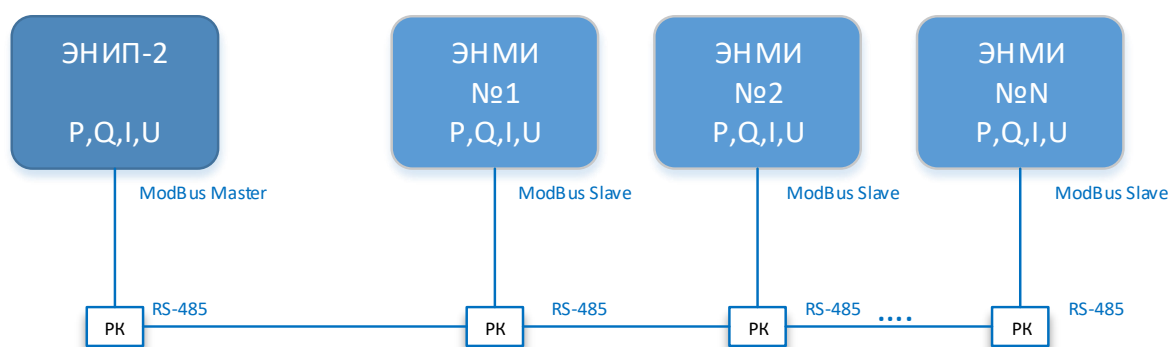 ЭНИП-2
P,Q,I,U
ЭНМИ
№1
P,Q,I,U
ЭНМИ
№2
P,Q,I,U
ЭНМИ
№N
P,Q,I,U
ModBus Master
ModBus Slave
ModBus Slave
ModBus Slave
РК
RS-485
РК
RS-485
РК
RS-485
....
РК
RS-485